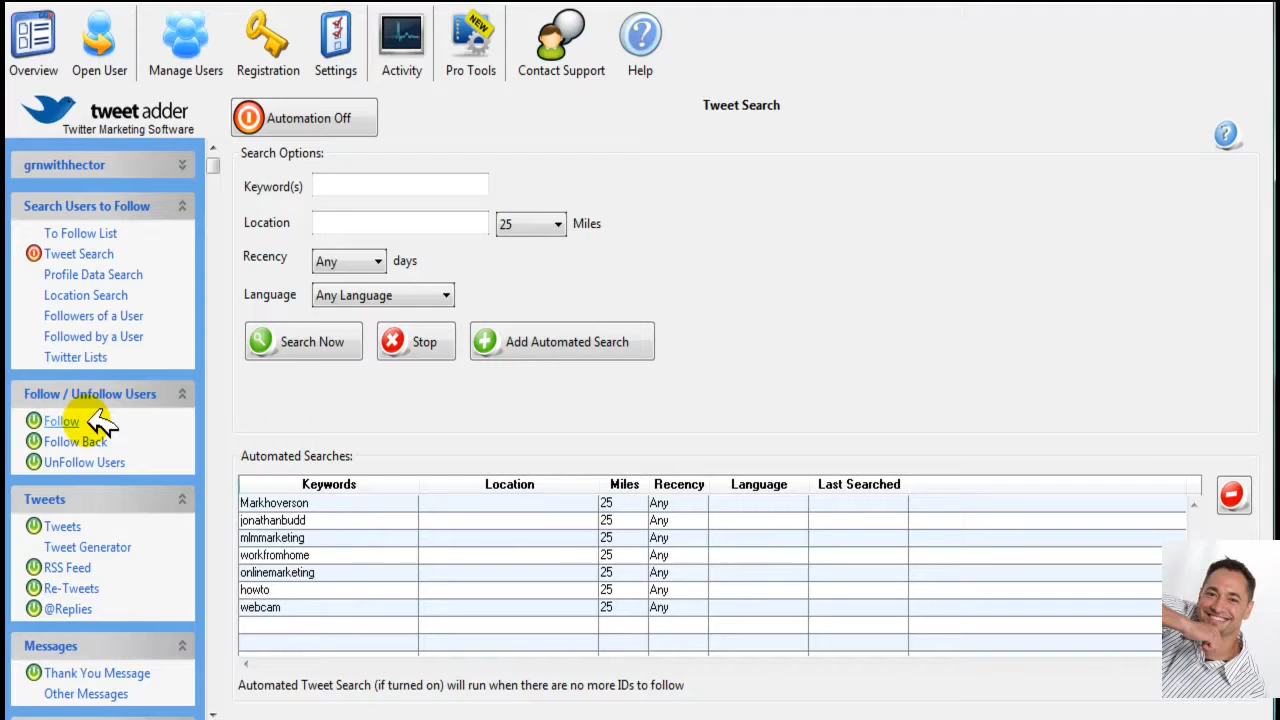 Overview
Open User
Manage Users
Registration
Settings
Activity
NEW
Pro Tools
Contact Support
Help
tweet adder
Twitter Marketing Software
Automation Off
Tweet Search
grnwithhector
Search Users to Follow
To Follow List
Tweet Search
Profile Data Search
Location Search
Followers of a User
Followed by a User
Twitter Lists
Follow / Unfollow Users
Follow
Follow Back
UnFollow Users
Tweets
Tweets
Tweet Generator
RSS Feed
Re-Tweets
@Replies
Messages
Thank You Message
Other Messages
Search Options:
Keyword(s)
Location 25 Miles
Recency Any days
Language Any Language
Search Now Stop Add Automated Search
Automated Searches:
Keywords Location Miles Recency Language Last Searched
Markhoverson 25 Any
jonathanbudd 25 Any
mlmmarketing 25 Any
workfromhome 25 Any
onlinemarketing 25 Any
howto 25 Any
webcam 25 Any
Automated Tweet Search (if turned on) will run when there are no more IDs to follow